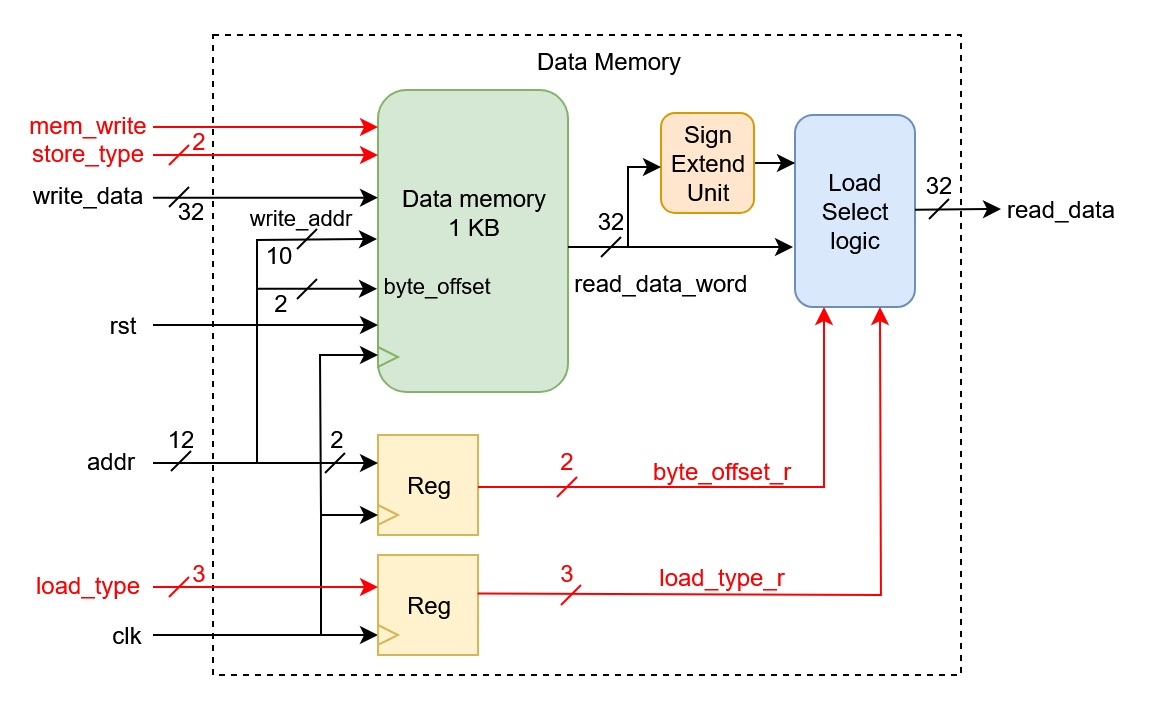 Data Memory
mem_write
2
store_type
write_data
32
write_addr
10
byte_offset
2
rst
Data memory
1 KB
Sign
Extend
Unit
32
read_data_word
Load
Select
logic
32
read_data
12
addr
2
Reg
2
byte_offset_r
3
load_type
Reg
3
load_type_r
clk